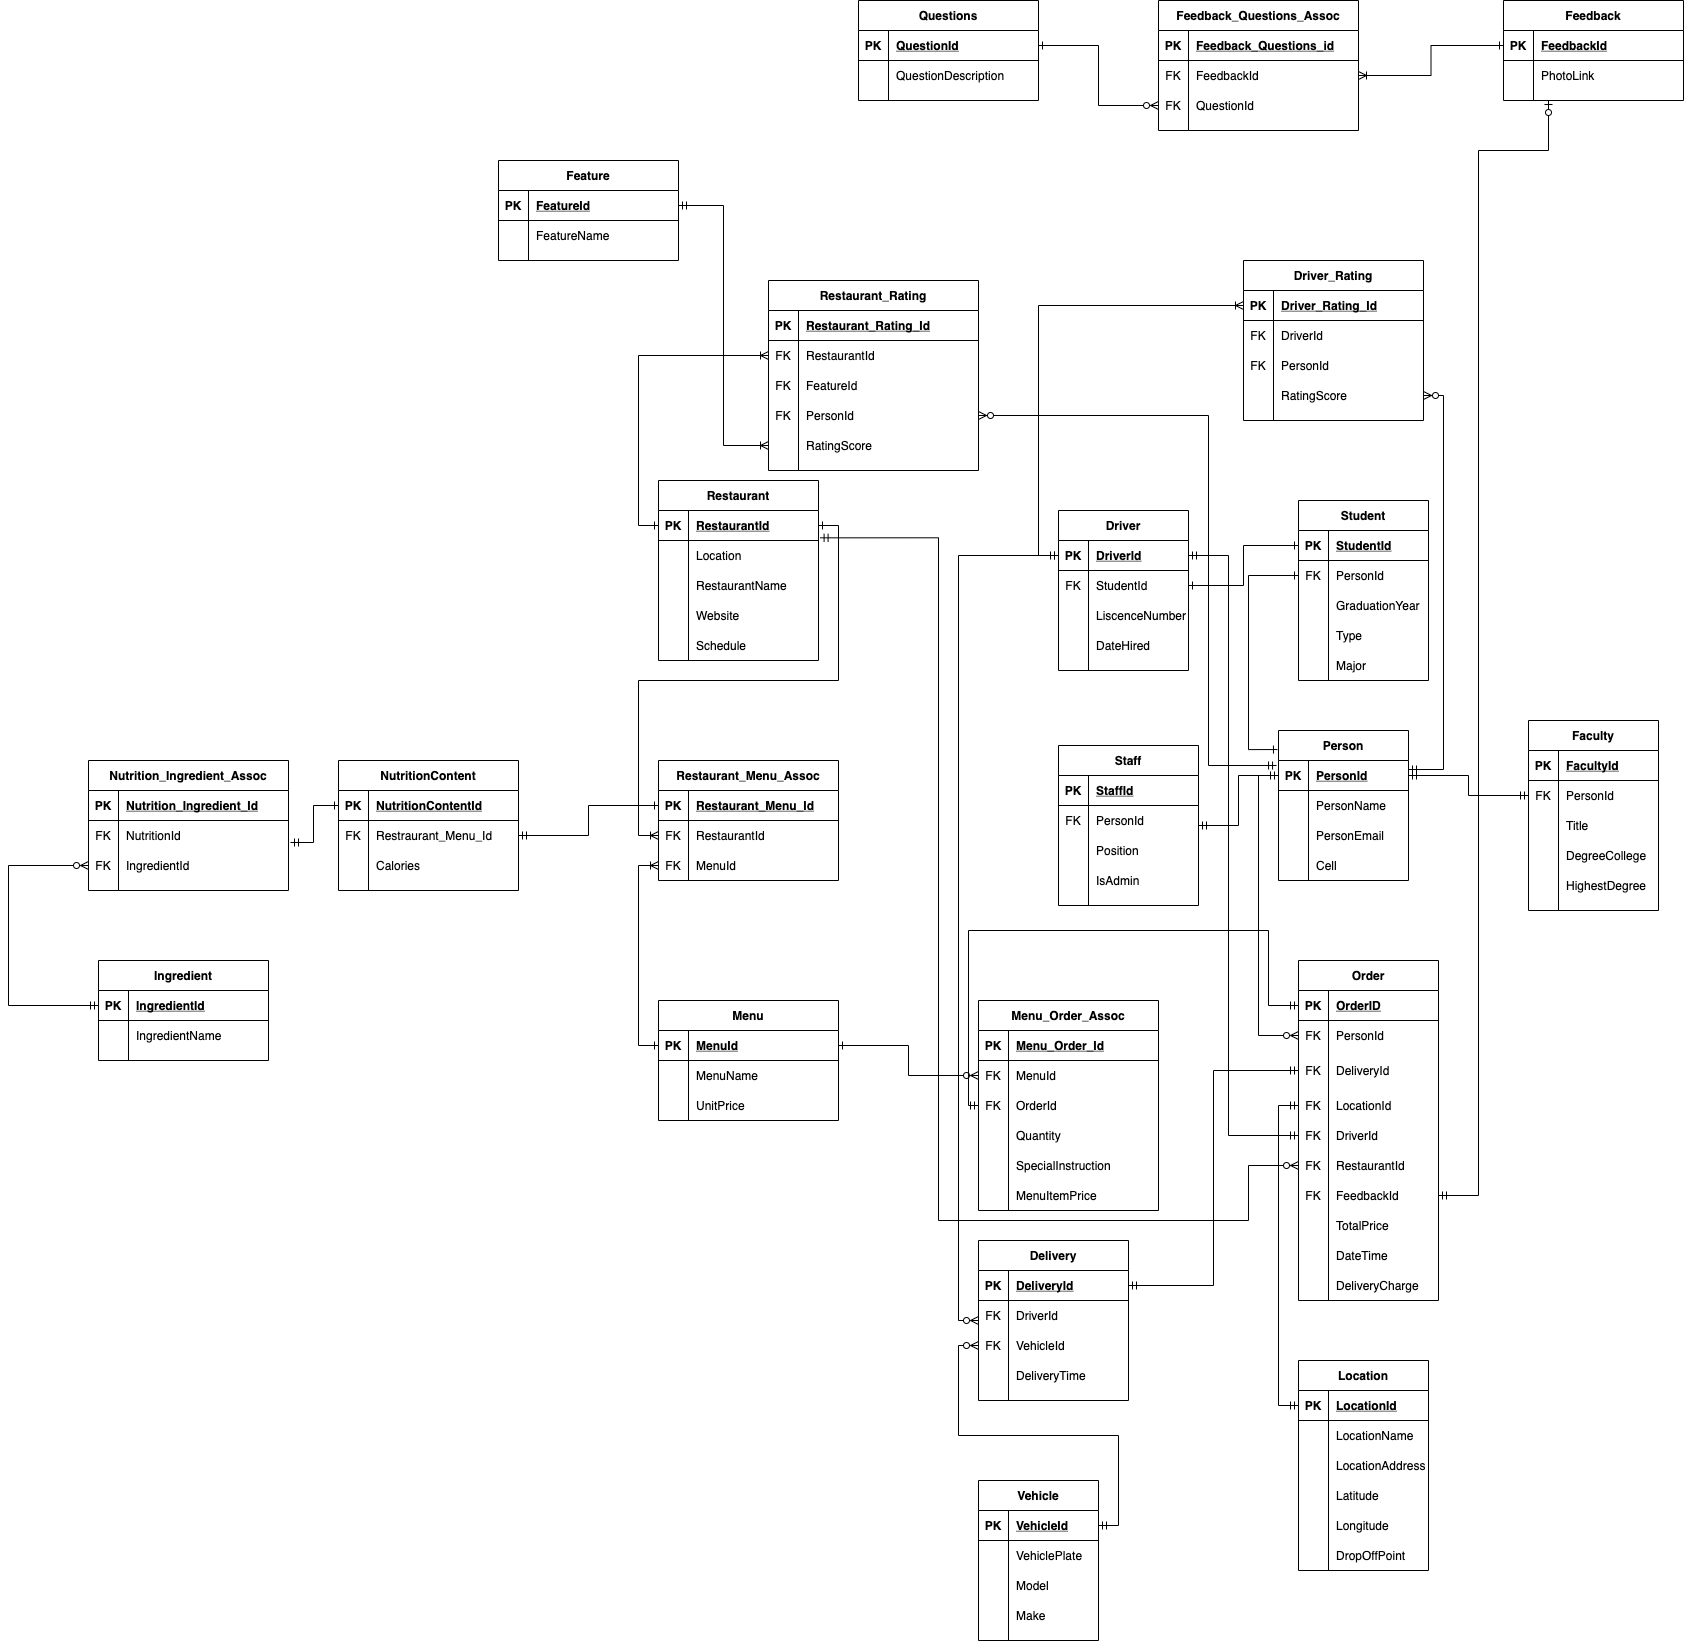 Questions
PK QuestionId
QuestionDescription
Feedback_Questions_Assoc
PK Feedback_Questions_id
FK FeedbackId
FK QuestionId
Feedback
PK FeedbackId
PhotoLink
Feature
PK FeatureId
FeatureName
Restaurant_Rating
PK Restaurant_Rating_Id
FK RestaurantId
FK FeatureId
FK PersonId
RatingScore
Driver_Rating
PK Driver_Rating_Id
FK DriverId
FK PersonId
RatingScore
Restaurant
PK RestaurantId
Location
RestaurantName
Website
Schedule
Driver
PK DriverId
FK StudentId
LiscenceNumber
DateHired
Student
PK StudentId
FK PersonId
GraduationYear
Type
Major
Nutrition_Ingredient_Assoc
PK Nutrition_Ingredient_Id
FK NutritionId
FK IngredientId
NutritionContent
PK NutritionContentId
FK Restraurant_Menu_Id
Calories
Restaurant_Menu_Assoc
PK Restaurant_Menu_Id
FK RestaurantId
FK MenuId
Staff
PK StaffId
FK PersonId
Position
IsAdmin
Person
PK PersonId
PersonName
PersonEmail
Cell
Faculty
PK FacultyId
FK PersonId
Title
DegreeCollege
HighestDegree
Ingredient
PK IngredientId
IngredientName
Menu
PK MenuId
MenuName
UnitPrice
Menu_Order_Assoc
PK Menu_Order_Id
FK MenuId
FK OrderId
Quantity
SpecialInstruction
MenuItemPrice
Order
PK OrderID
FK PersonId
FK DeliveryId
FK LocationId
FK DriverId
FK RestaurantId
FK FeedbackId
TotalPrice
DateTime
DeliveryCharge
Delivery
PK DeliveryId
FK DriverId
FK VehicleId
DeliveryTime
Location
PK LocationId
LocationName
LocationAddress
Latitude
Longitude
DropOffPoint
Vehicle
PK VehicleId
VehiclePlate
Model
Make